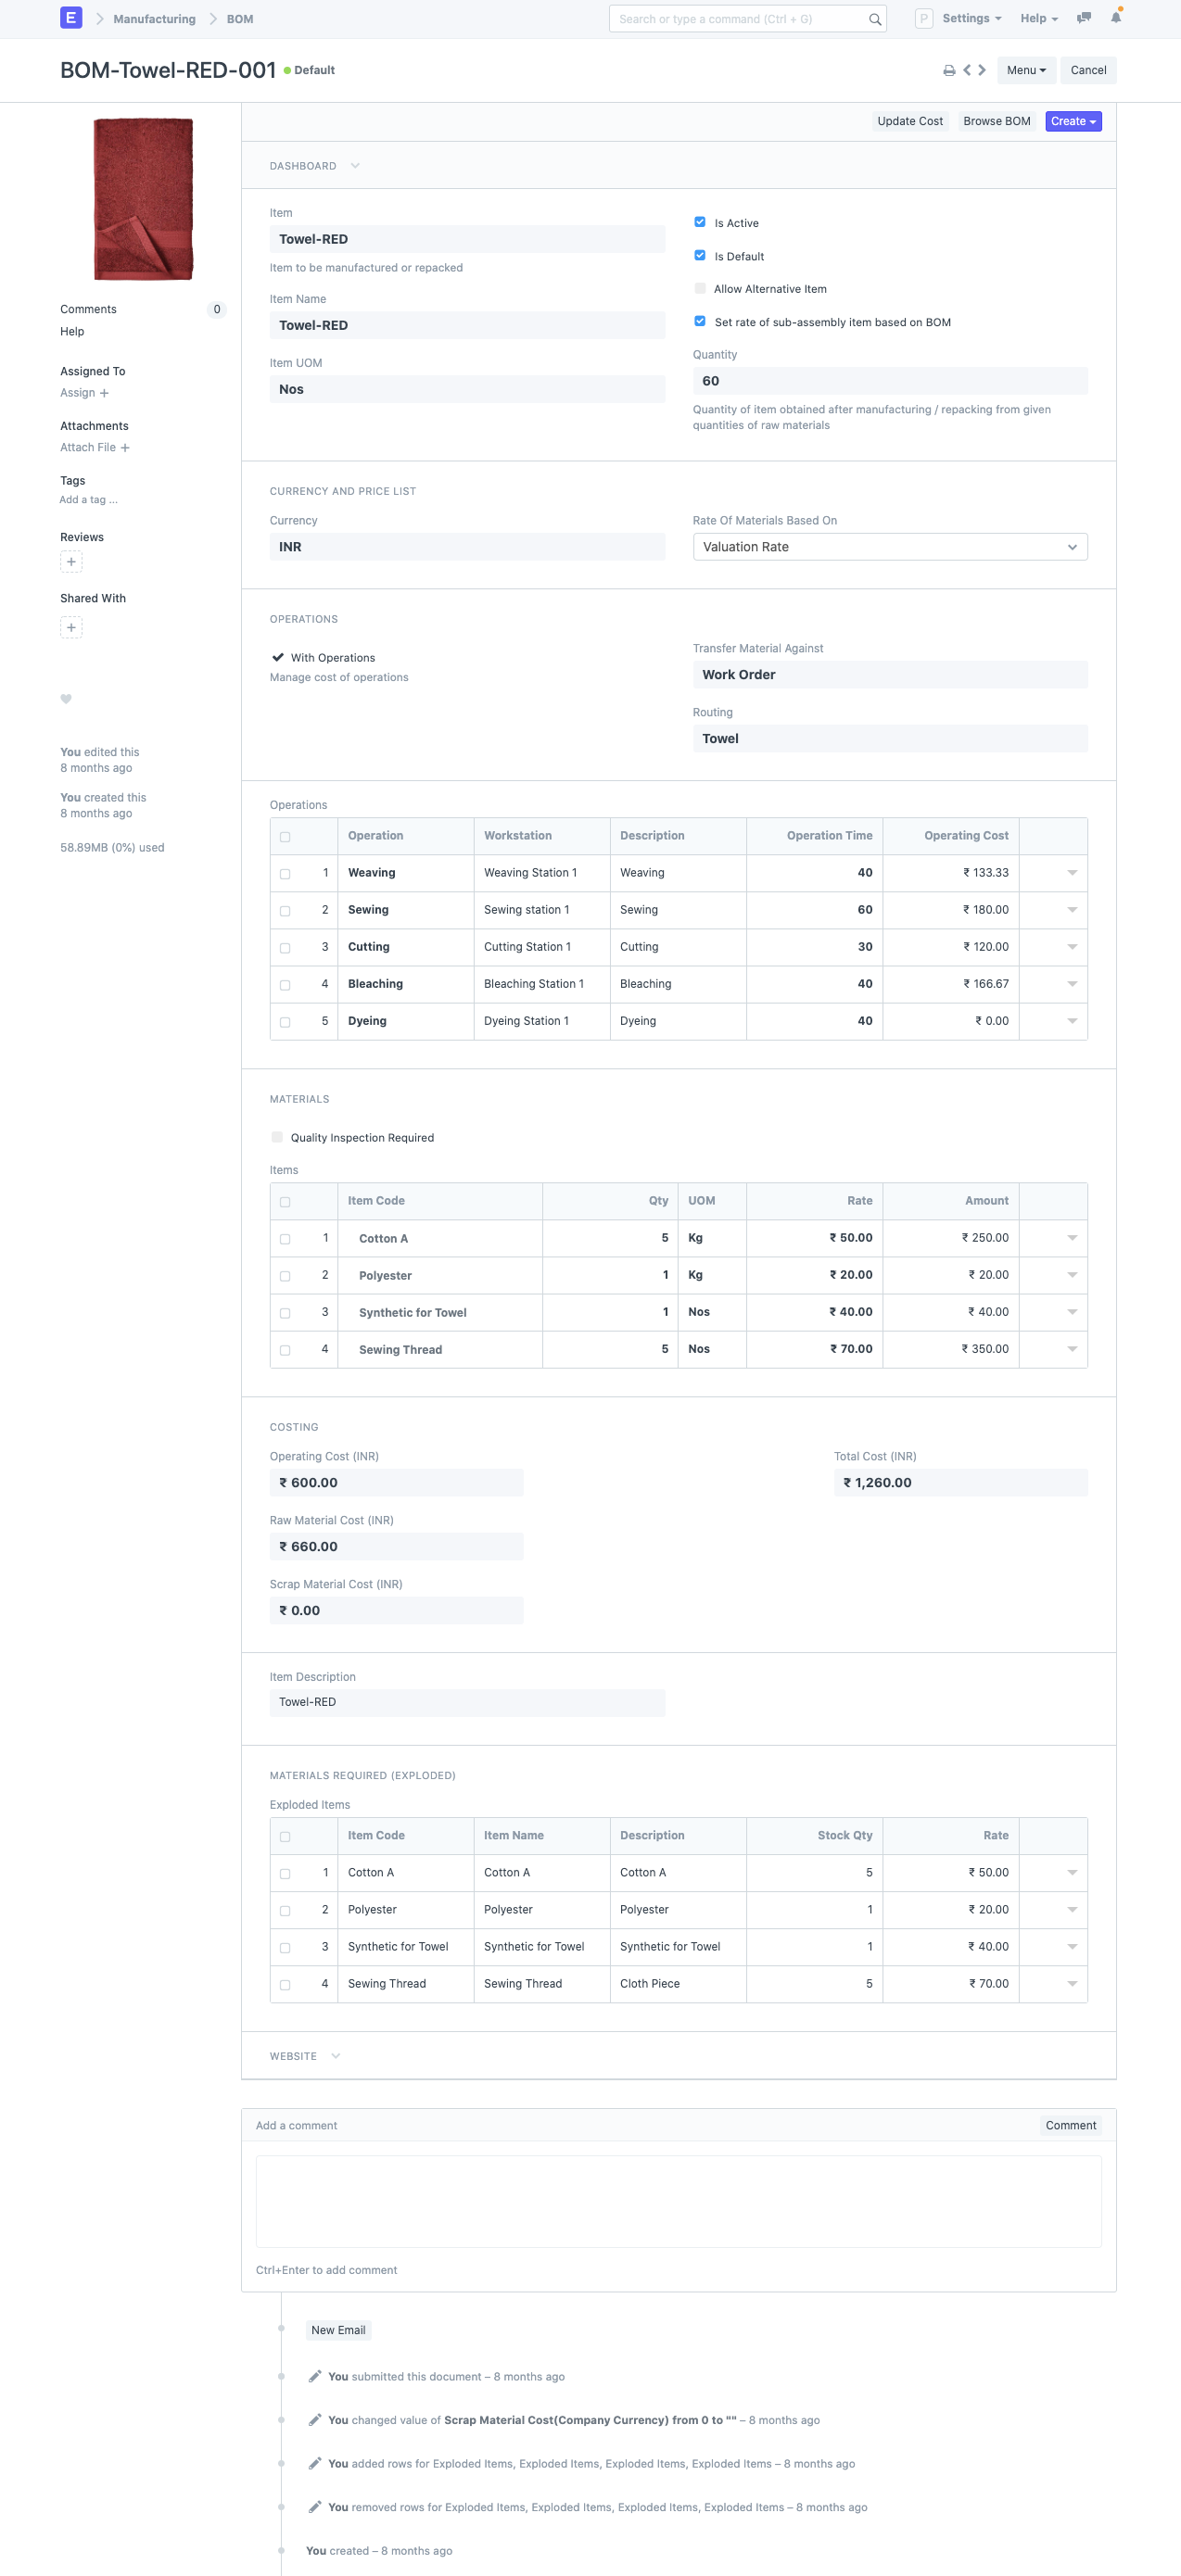 E Manufacturing BOM Search or type a command (Ctrl + G) P Settings Help
BOM-Towel-RED-001 Default Menu Cancel
Update Cost Browse BOM Create
DASHBOARD
Item
Towel-RED
Item to be manufactured or repacked
Item Name
Towel-RED
Item UOM
Nos
Is Active
Is Default
Allow Alternative Item
Set rate of sub-assembly item based on BOM
Quantity
60
Quantity of item obtained after manufacturing / repacking from given
quantities of raw materials
Comments 0
Help
Assigned To
Assign +
Attachments
Attach File +
Tags
Add a tag ...
Reviews
+
Shared With
+
You edited this
8 months ago
You created this
8 months ago
58.89MB (0%) used
CURRENCY AND PRICE LIST
Currency
INR
Rate Of Materials Based On
Valuation Rate
OPERATIONS
With Operations
Manage cost of operations
Transfer Material Against
Work Order
Routing
Towel
Operations
Operation Workstation Description Operation Time Operating Cost
1 Weaving Weaving Station 1 Weaving 40 ₹ 133.33
2 Sewing Sewing station 1 Sewing 60 ₹ 180.00
3 Cutting Cutting Station 1 Cutting 30 ₹ 120.00
4 Bleaching Bleaching Station 1 Bleaching 40 ₹ 166.67
5 Dyeing Dyeing Station 1 Dyeing 40 ₹ 0.00
MATERIALS
Quality Inspection Required
Items
Item Code Qty UOM Rate Amount
1 Cotton A 5 Kg ₹ 50.00 ₹ 250.00
2 Polyester 1 Kg ₹ 20.00 ₹ 20.00
3 Synthetic for Towel 1 Nos ₹ 40.00 ₹ 40.00
4 Sewing Thread 5 Nos ₹ 70.00 ₹ 350.00
COSTING
Operating Cost (INR)
₹ 600.00
Raw Material Cost (INR)
₹ 660.00
Scrap Material Cost (INR)
₹ 0.00
Total Cost (INR)
₹ 1,260.00
Item Description
Towel-RED
MATERIALS REQUIRED (EXPLODED)
Exploded Items
Item Code Item Name Description Stock Qty Rate
1 Cotton A Cotton A Cotton A 5 ₹ 50.00
2 Polyester Polyester Polyester 1 ₹ 20.00
3 Synthetic for Towel Synthetic for Towel Synthetic for Towel 1 ₹ 40.00
4 Sewing Thread Sewing Thread Cloth Piece 5 ₹ 70.00
WEBSITE
Add a comment Comment
Ctrl+Enter to add comment
New Email
You submitted this document – 8 months ago
You changed value of Scrap Material Cost(Company Currency) from 0 to "" – 8 months ago
You added rows for Exploded Items, Exploded Items, Exploded Items, Exploded Items – 8 months ago
You removed rows for Exploded Items, Exploded Items, Exploded Items, Exploded Items – 8 months ago
You created – 8 months ago